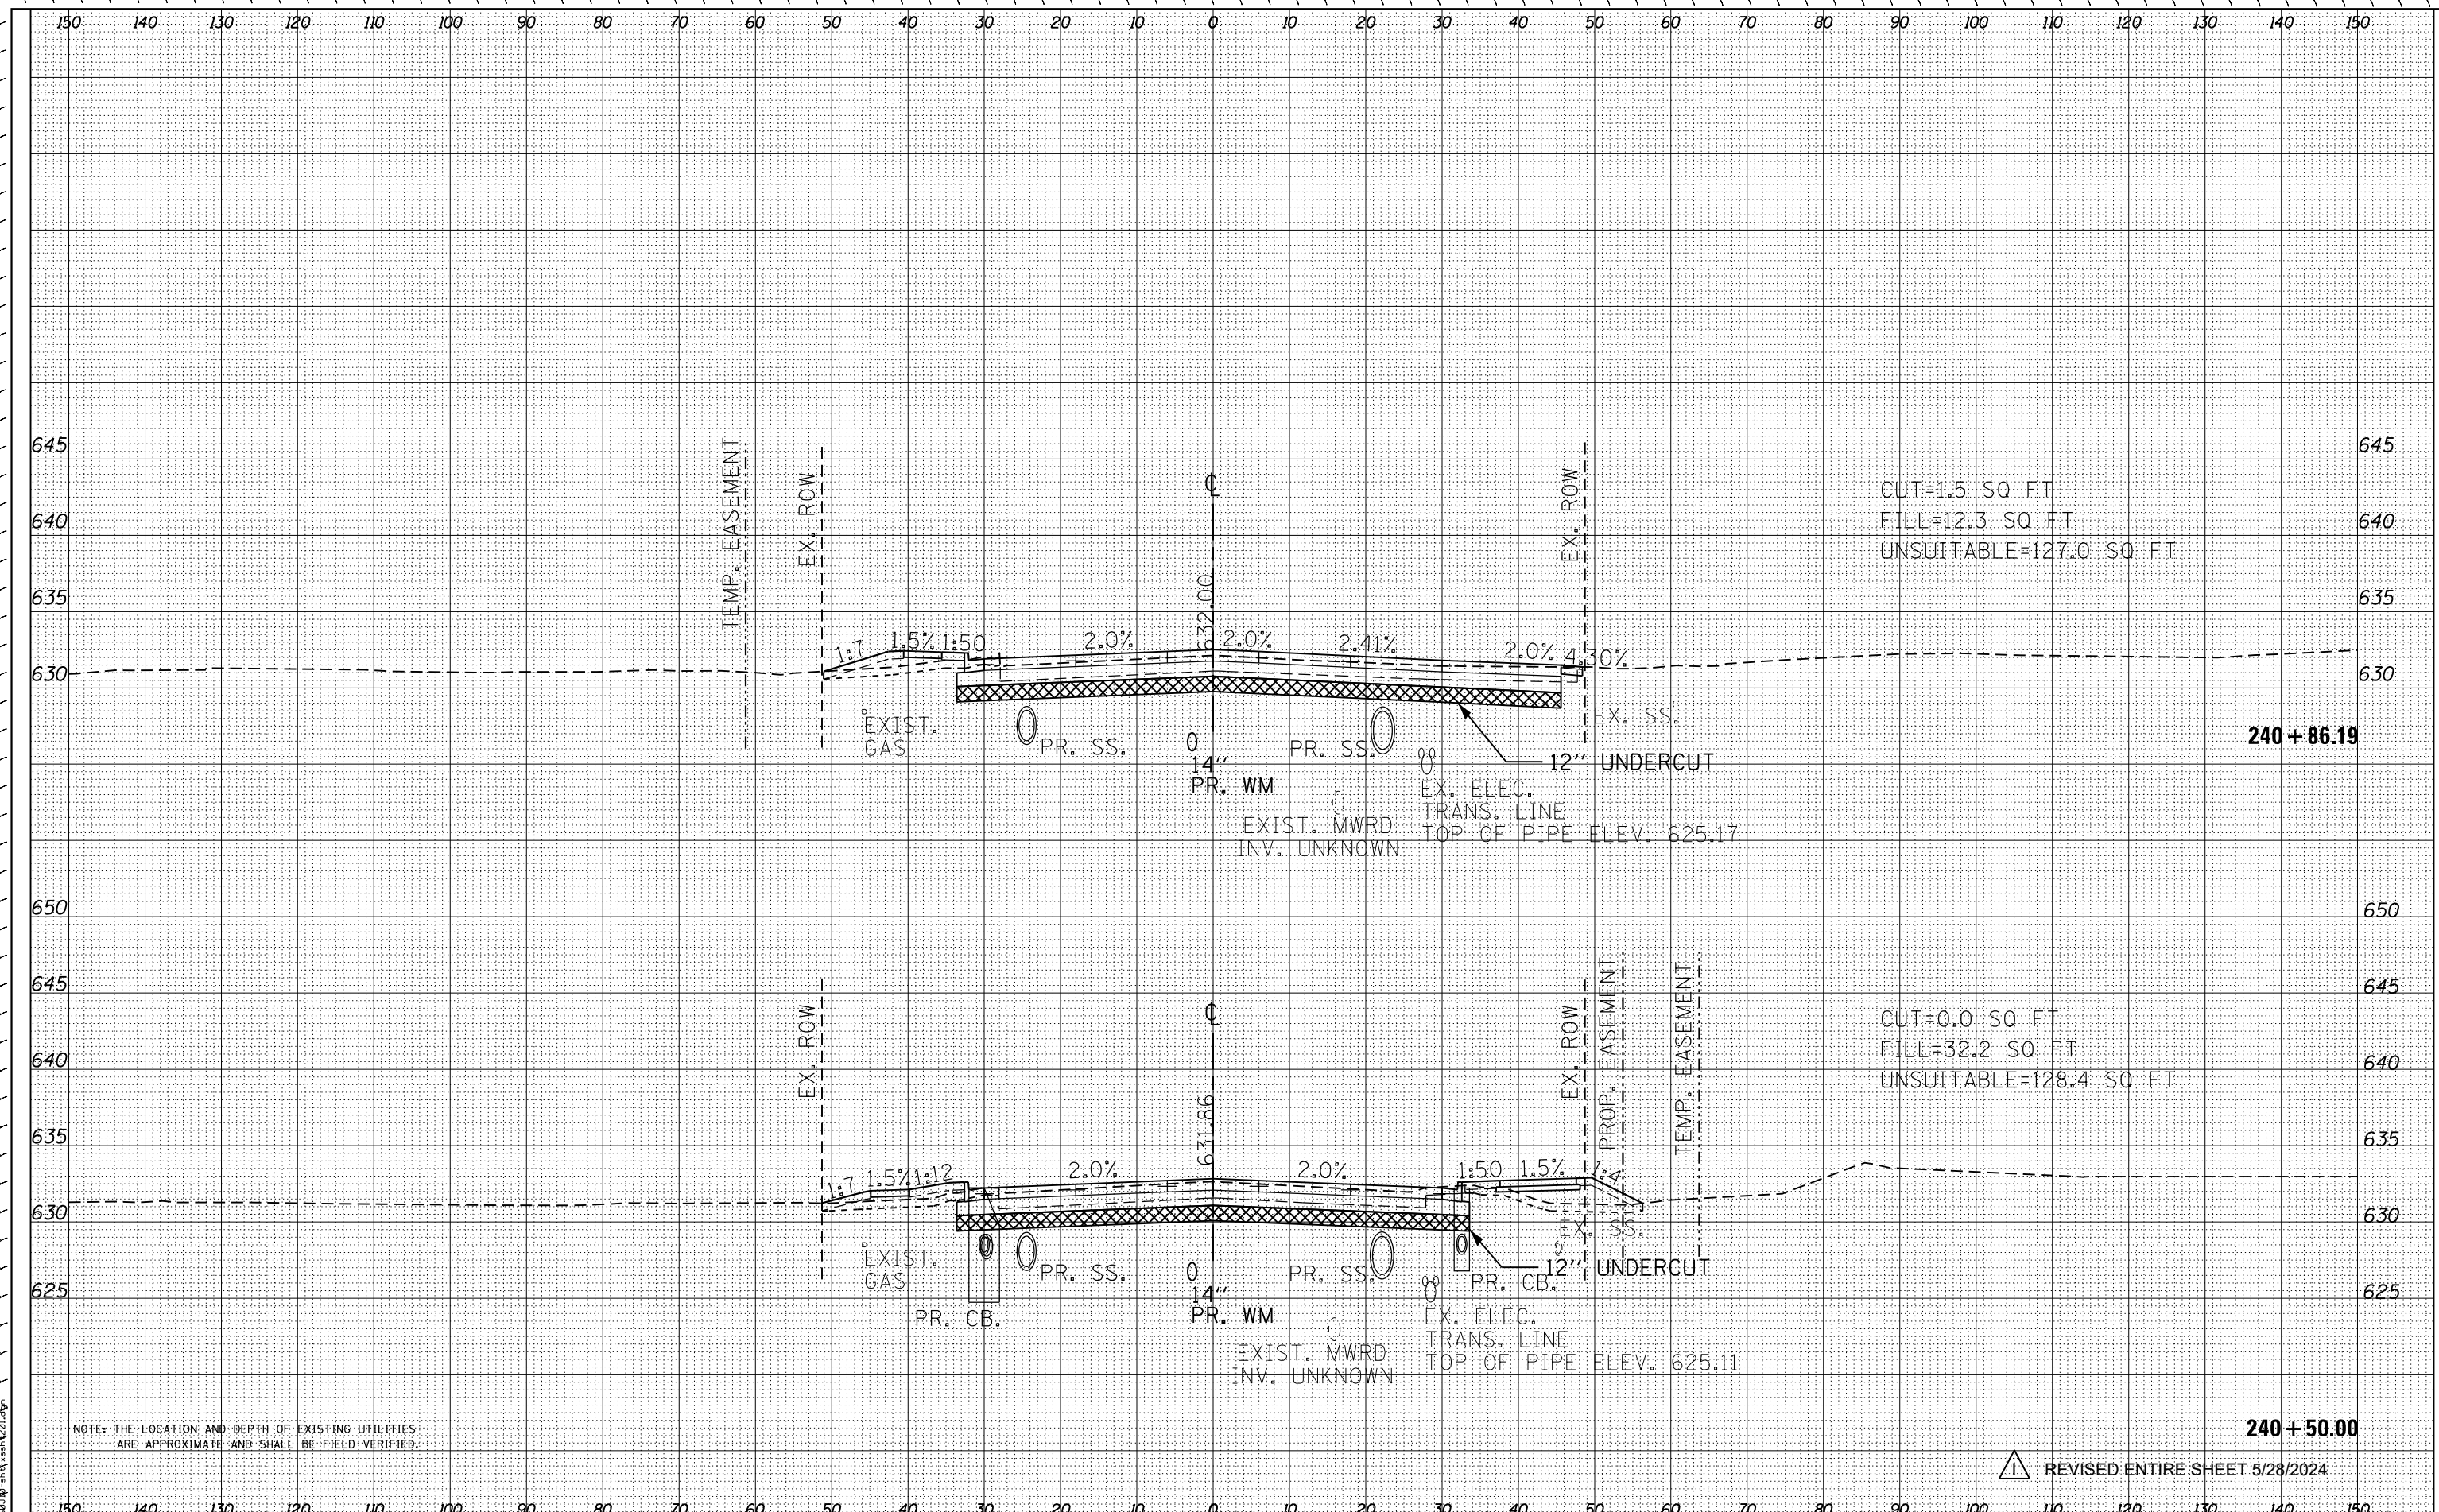 150 140 130 120 110 100 90 80 70 60 50 40 30 20 10 0 10 20 30 40 50 60 70 80 90 100 110 120 130 140 150
645 645
640 640
635 635
630 630
TEMP. EASEMENT
EX. ROW
℄
632.00
EX. ROW
CUT=1.5 SQ FT
FILL=12.3 SQ FT
UNSUITABLE=127.0 SQ FT
1:7 1.5% 1:50 2.0% 2.0% 2.41% 2.0% 4.30%
EXIST.
GAS
PR. SS.
14''
PR. WM
PR. SS.
EX. SS.
12'' UNDERCUT
EXIST. MWRD
INV. UNKNOWN
EX. ELEC.
TRANS. LINE
TOP OF PIPE ELEV. 625.17
240+86.19
650 650
645 645
640 640
635 635
630 630
625 625
EX. ROW
℄
631.86
EX. ROW
PROP. EASEMENT
TEMP. EASEMENT
CUT=0.0 SQ FT
FILL=32.2 SQ FT
UNSUITABLE=128.4 SQ FT
1:7 1.5% 1:12 2.0% 2.0% 1:50 1.5% 1:4
EXIST.
GAS
PR. CB.
PR. SS.
14''
PR. WM
PR. SS.
EX. SS.
12'' UNDERCUT
PR. CB.
EXIST. MWRD
INV. UNKNOWN
EX. ELEC.
TRANS. LINE
TOP OF PIPE ELEV. 625.11
NOTE: THE LOCATION AND DEPTH OF EXISTING UTILITIES
ARE APPROXIMATE AND SHALL BE FIELD VERIFIED.
240+50.00
1 REVISED ENTIRE SHEET 5/28/2024
150 140 130 120 110 100 90 80 70 60 50 40 30 20 10 0 10 20 30 40 50 60 70 80 90 100 110 120 130 140 150